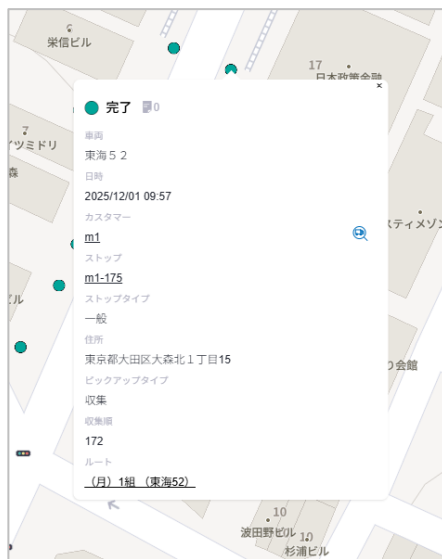 栄信ビル
17
日本政策金融
7
イツミドリ
森
ティメゾン
ビル
の会館
10
波田野ビル
10
杉浦ビル
×
完了 0
車両
東海５２
日時
2025/12/01 09:57
カスタマー
m1
ストップ
m1-175
ストップタイプ
一般
住所
東京都大田区大森北１丁目15
ピックアップタイプ
収集
収集順
172
ルート
（月）1組 （東海52）